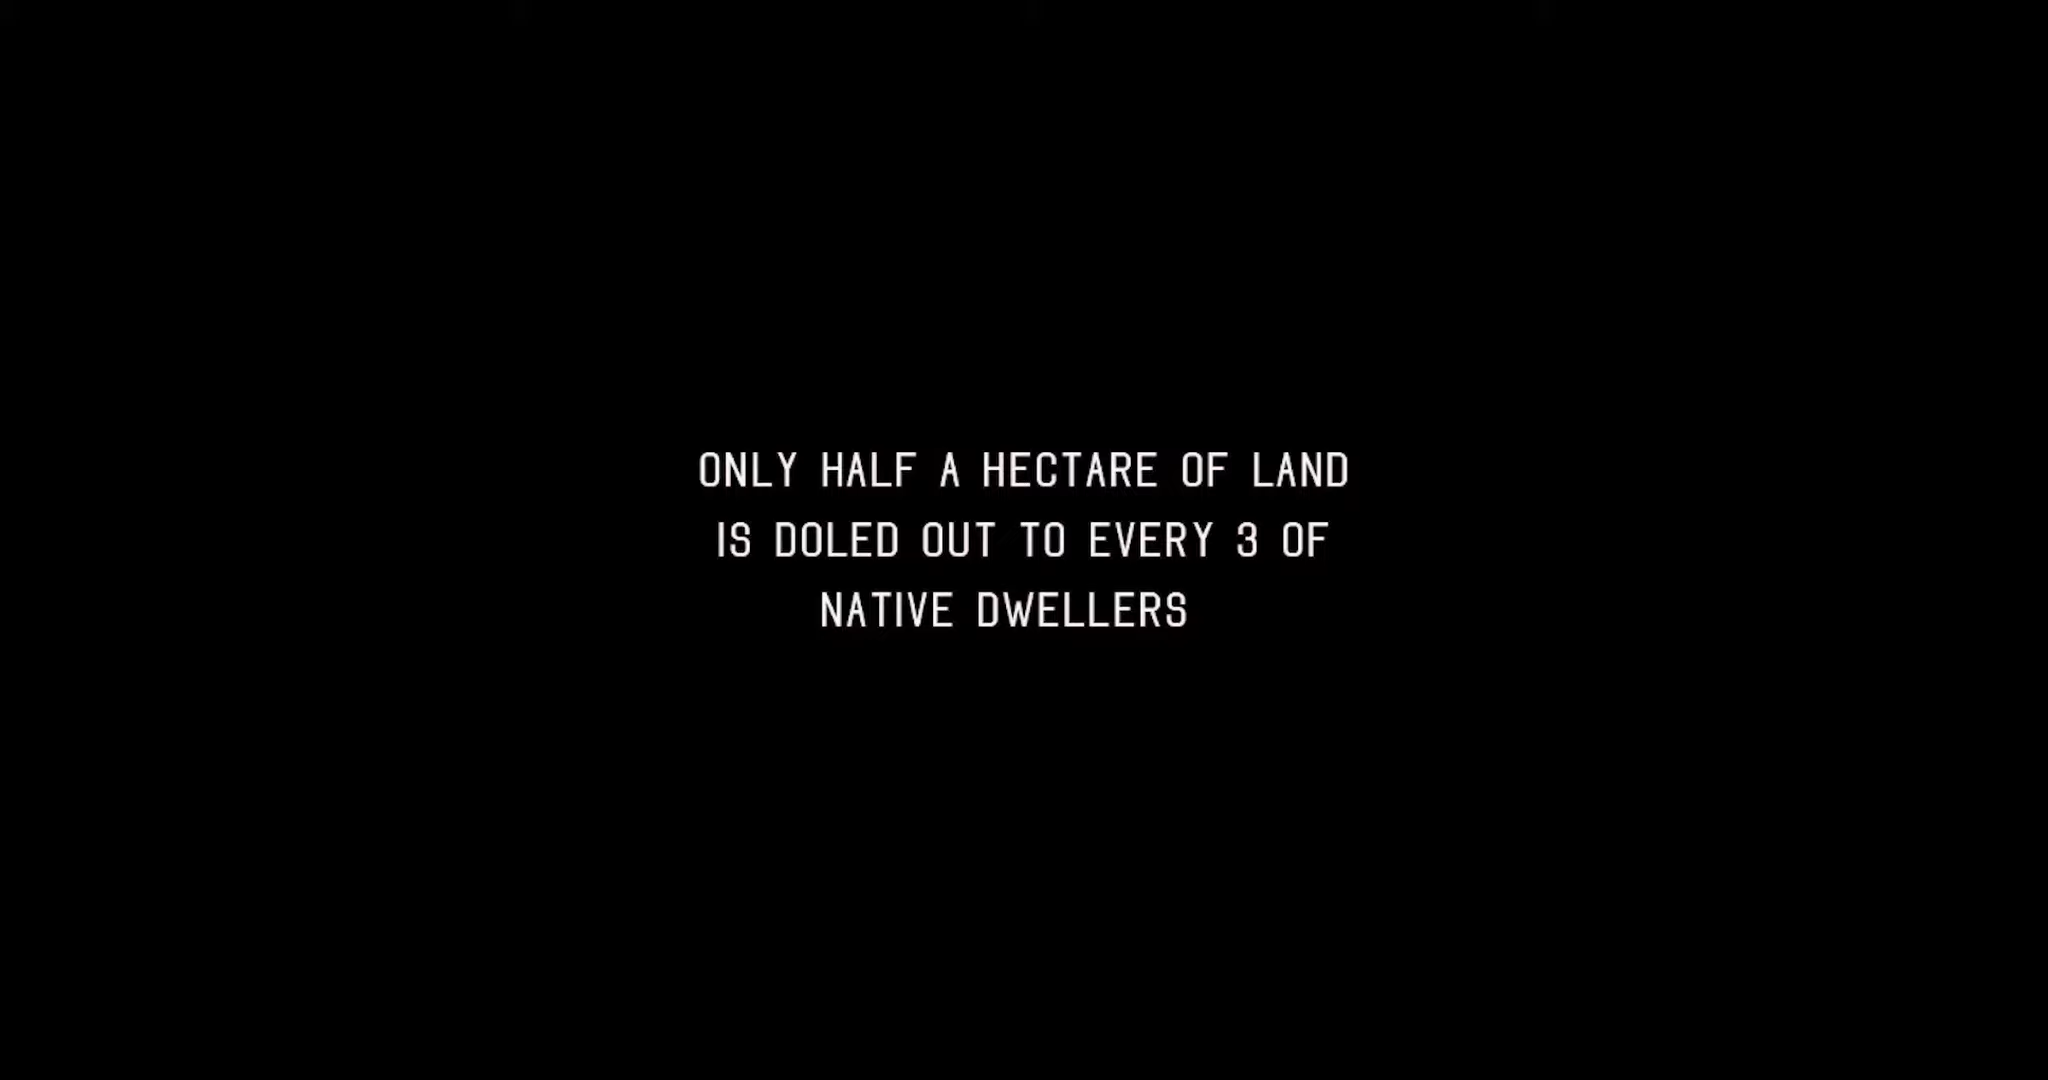 ONLY HALF A HECTARE OF LAND
IS DOLED OUT TO EVERY 3 OF
NATIVE DWELLERS